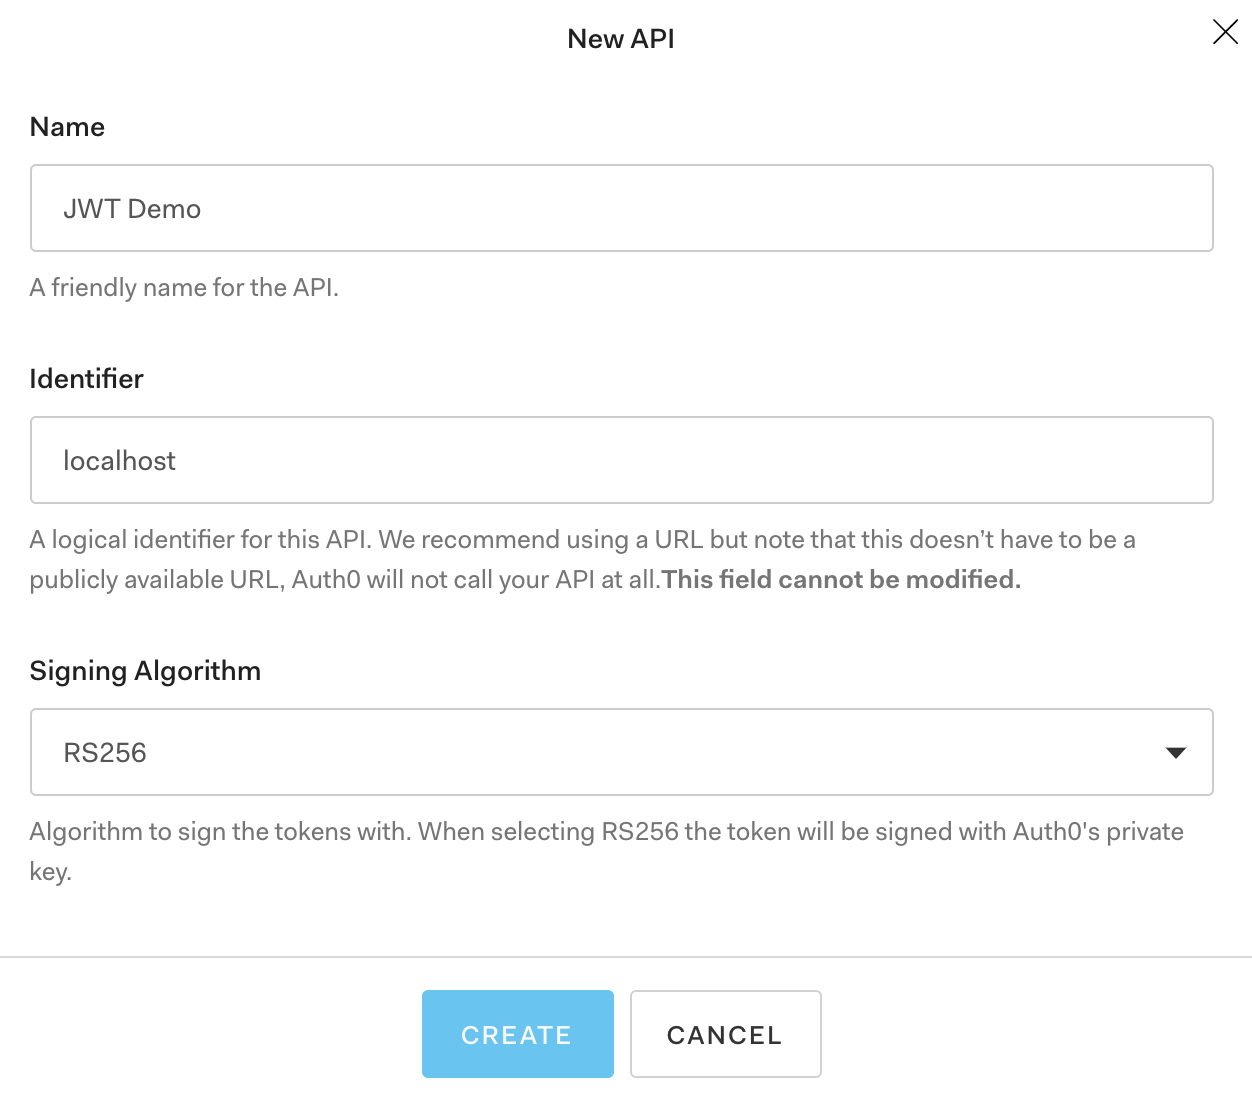 New API
Name
JWT Demo
A friendly name for the API.
Identifier
localhost
A logical identifier for this API. We recommend using a URL but note that this doesn’t have to be a
publicly available URL, Auth0 will not call your API at all.This field cannot be modified.
Signing Algorithm
RS256
Algorithm to sign the tokens with. When selecting RS256 the token will be signed with Auth0's private
key.
CREATE
CANCEL